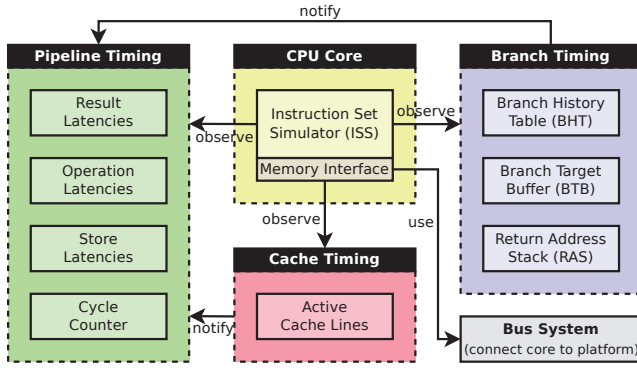 notify
Pipeline Timing
Result
Latencies
Operation
Latencies
Store
Latencies
Cycle
Counter
CPU Core
Instruction Set
Simulator (ISS)
Memory Interface
observe
observe
observe
use
notify
Cache Timing
Active
Cache Lines
Branch Timing
Branch History
Table (BHT)
Branch Target
Buffer (BTB)
Return Address
Stack (RAS)
Bus System
(connect core to platform)